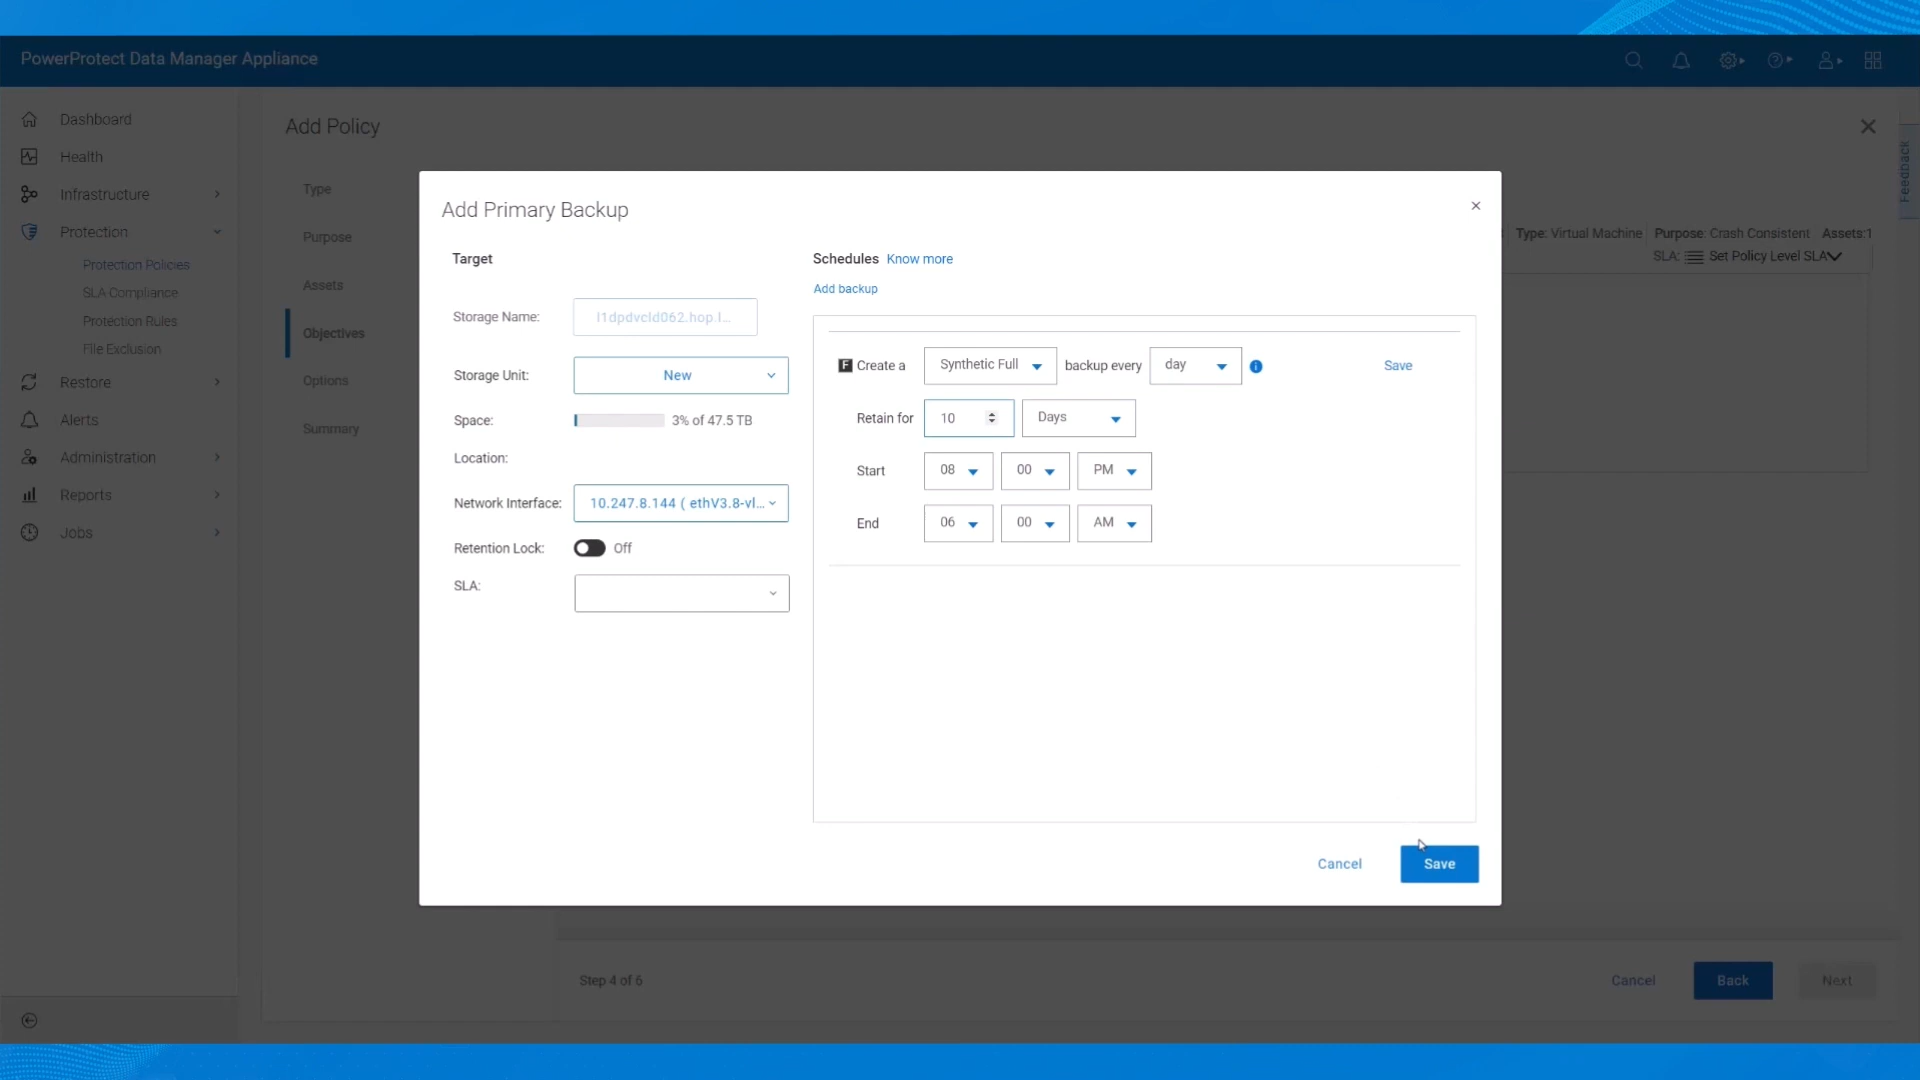 PowerProtect Data Manager Appliance
Dashboard
Health
Infrastructure
Protection
Protection Policies
SLA Compliance
Protection Rules
File Exclusion
Restore
Alerts
Administration
Reports
Jobs
Add Policy
Type
Purpose
Assets
Objectives
Options
Summary
Feedback
Type: Virtual Machine Purpose: Crash Consistent Assets:1
SLA: Set Policy Level SLA
Add Primary Backup
Target
Storage Name: l1dpdvcld062.hop.l...
Storage Unit: New
Space: 3% of 47.5 TB
Location:
Network Interface: 10.247.8.144 ( ethV3.8-vl...
Retention Lock: Off
SLA:
Schedules Know more
Add backup
F Create a Synthetic Full backup every day Save
Retain for 10 Days
Start 08 00 PM
End 06 00 AM
Cancel Save
Step 4 of 6
Cancel Back Next